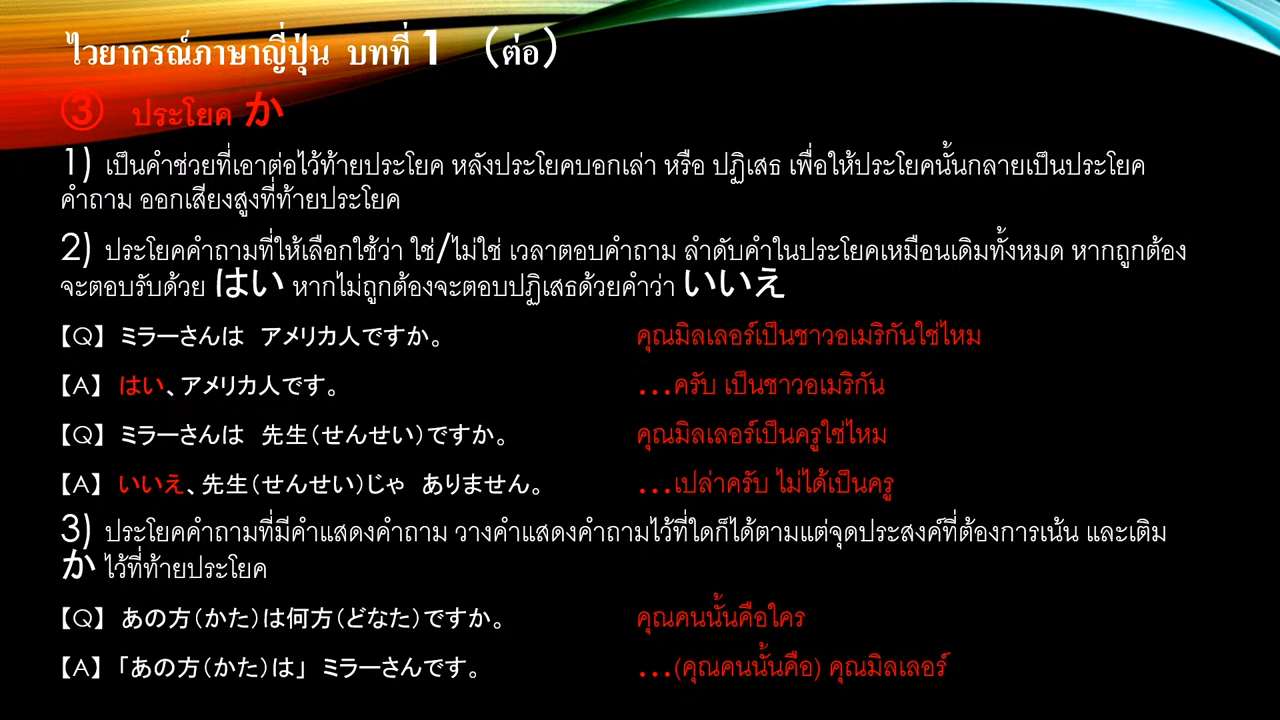 ไวยากรณ์ภาษาญี่ปุ่น บทที่ 1 （ต่อ）
③ ประโยค か
1) เป็นคำช่วยที่เอาต่อไว้ท้ายประโยค หลังประโยคบอกเล่า หรือ ปฏิเสธ เพื่อให้ประโยคนั้นกลายเป็นประโยค
คำถาม ออกเสียงสูงที่ท้ายประโยค
2) ประโยคคำถามที่ให้เลือกใช้ว่า ใช่/ไม่ใช่ เวลาตอบคำถาม ลำดับคำในประโยคเหมือนเดิมทั้งหมด หากถูกต้อง
จะตอบรับด้วย はい หากไม่ถูกต้องจะตอบปฏิเสธด้วยคำว่า いいえ
【Q】 ミラーさんは　アメリカ人ですか。 คุณมิลเลอร์เป็นชาวอเมริกันใช่ไหม
【A】 はい、アメリカ人です。 ...ครับ เป็นชาวอเมริกัน
【Q】 ミラーさんは　先生（せんせい）ですか。 คุณมิลเลอร์เป็นครูใช่ไหม
【A】 いいえ、先生（せんせい）じゃ　ありません。 ...เปล่าครับ ไม่ได้เป็นครู
3) ประโยคคำถามที่มีคำแสดงคำถาม วางคำแสดงคำถามไว้ที่ใดก็ได้ตามแต่จุดประสงค์ที่ต้องการเน้น และเติม
か ไว้ที่ท้ายประโยค
【Q】 あの方（かた）は何方（どなた）ですか。 คุณคนนั้นคือใคร
【A】 「あの方（かた）は」 ミラーさんです。 ...(คุณคนนั้นคือ) คุณมิลเลอร์